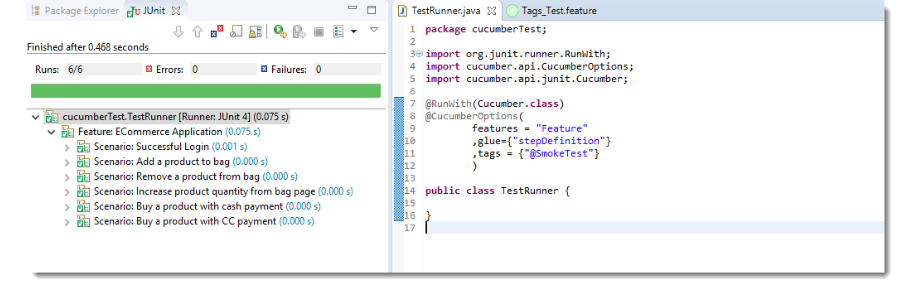 Package Explorer JUnit
Finished after 0.468 seconds
Runs: 6/6 Errors: 0 Failures: 0
cucumberTest.TestRunner [Runner: JUnit 4] (0.075 s)
Feature: ECommerce Application (0.075 s)
Scenario: Successful Login (0.001 s)
Scenario: Add a product to bag (0.000 s)
Scenario: Remove a product from bag (0.000 s)
Scenario: Increase product quantity from bag page (0.000 s)
Scenario: Buy a product with cash payment (0.000 s)
Scenario: Buy a product with CC payment (0.000 s)
TestRunner.java Tags_Test.feature
1 package cucumberTest;
2
3 import org.junit.runner.RunWith;
4 import cucumber.api.CucumberOptions;
5 import cucumber.api.junit.Cucumber;
6
7 @RunWith(Cucumber.class)
8 @CucumberOptions(
9 features = "Feature"
10 ,glue={"stepDefinition"}
11 ,tags = {"@SmokeTest"}
12 )
13
14 public class TestRunner {
15
16 }
17